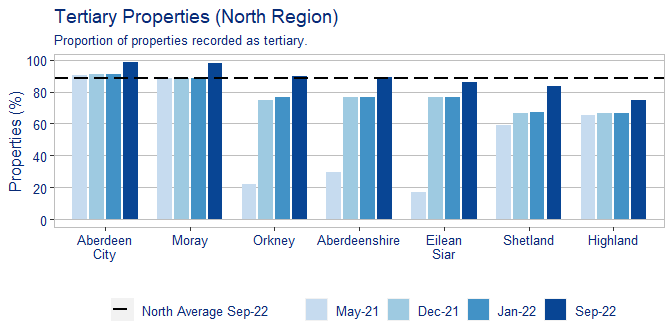 Tertiary Properties (North Region)
Proportion of properties recorded as tertiary.
Properties (%)
100
80
60
40
20
0
Aberdeen City
Moray
Orkney
Aberdeenshire
Eilean Siar
Shetland
Highland
North Average Sep-22
May-21
Dec-21
Jan-22
Sep-22